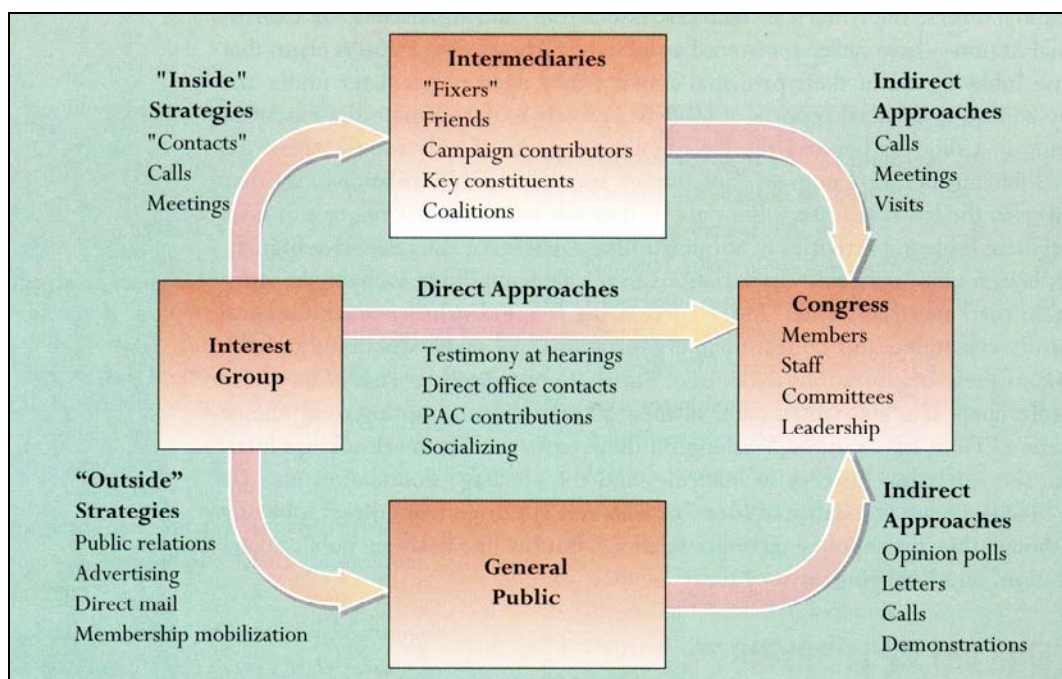 "Inside"
Strategies
"Contacts"
Calls
Meetings
Intermediaries
"Fixers"
Friends
Campaign contributors
Key constituents
Coalitions
Indirect
Approaches
Calls
Meetings
Visits
Interest
Group
Direct Approaches
Testimony at hearings
Direct office contacts
PAC contributions
Socializing
Congress
Members
Staff
Committees
Leadership
“Outside”
Strategies
Public relations
Advertising
Direct mail
Membership mobilization
General
Public
Indirect
Approaches
Opinion polls
Letters
Calls
Demonstrations